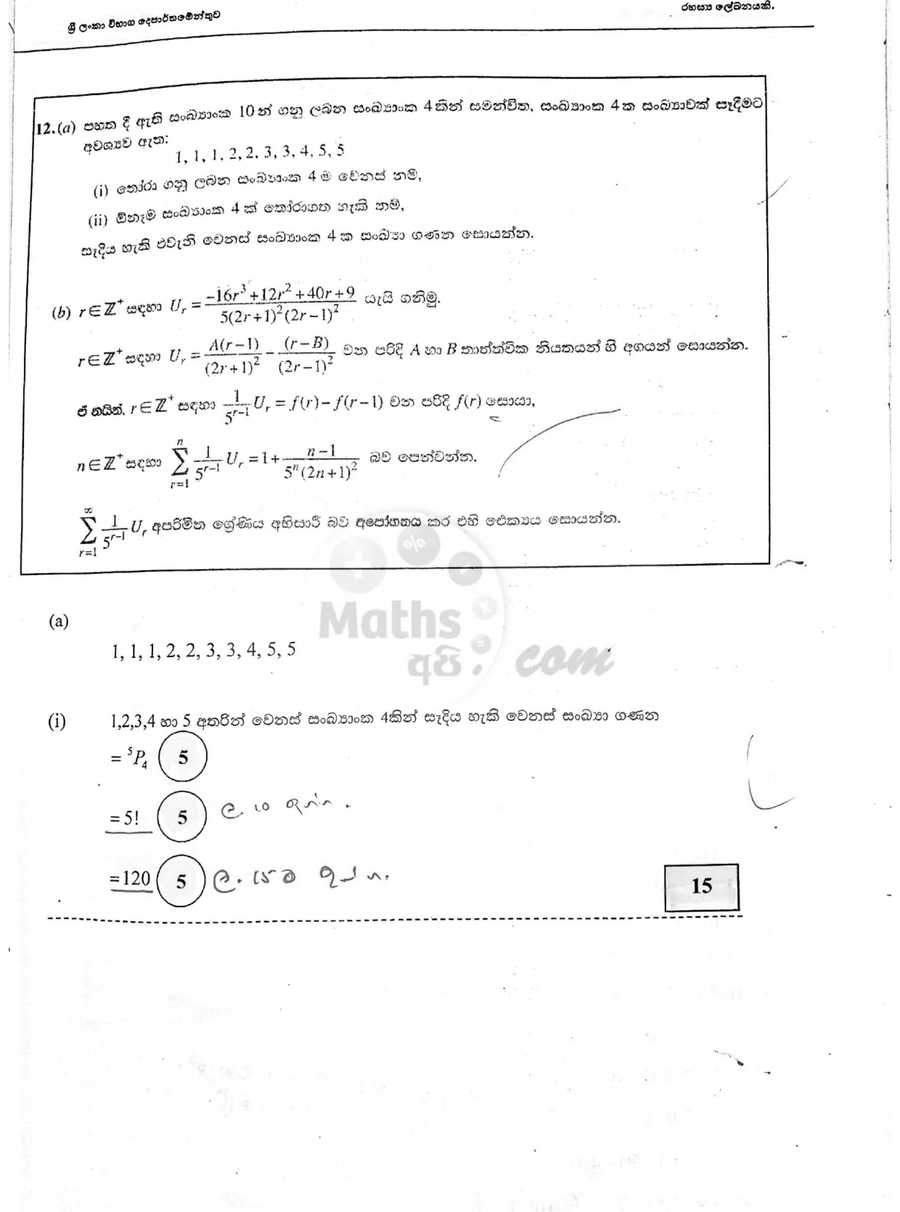 ශ්‍රී ලංකා විභාග දෙපාර්තමේන්තුව
රහස්‍ය ලේඛනයකි.
12.(a) පහත දී ඇති සංඛ්‍යාංක 10න් ගනු ලබන සංඛ්‍යාංක 4කින් සමන්විත, සංඛ්‍යාංක 4ක සංඛ්‍යාවක් සෑදීමට
අවශ්‍යව ඇත:
1, 1, 1, 2, 2, 3, 3, 4, 5, 5
(i) තෝරා ගනු ලබන සංඛ්‍යාංක 4 ම වෙනස් නම්,
(ii) ඕනෑම සංඛ්‍යාංක 4 ක් තෝරාගත හැකි නම්,
සෑදිය හැකි එවැනි වෙනස් සංඛ්‍යාංක 4 ක සංඛ්‍යා ගණන සොයන්න.
(b) r∈ℤ⁺ සඳහා U_r = (−16r³+12r²+40r+9)/(5(2r+1)²(2r−1)²) යැයි ගනිමු.
r∈ℤ⁺ සඳහා U_r = A(r−1)/(2r+1)² − (r−B)/(2r−1)² වන පරිදි A හා B තාත්ත්වික නියතයන් හි අගයන් සොයන්න.
ඒ නයින්, r∈ℤ⁺ සඳහා 1/5^(r−1) U_r = f(r) − f(r−1) වන පරිදි f(r) සොයා,
n∈ℤ⁺ සඳහා ∑_{r=1}^{n} 1/5^(r−1) U_r = 1 + (n−1)/(5ⁿ(2n+1)²) බව පෙන්වන්න.
∑_{r=1}^{∞} 1/5^(r−1) U_r අපරිමිත ශ්‍රේණිය අභිසාරී බව අපෝහනය කර එහි ඓක්‍යය සොයන්න.
Maths
අපි. com
(a)
1, 1, 1, 2, 2, 3, 3, 4, 5, 5
(i) 1,2,3,4 හා 5 අතරින් වෙනස් සංඛ්‍යාංක 4කින් සෑදිය හැකි වෙනස් සංඛ්‍යා ගණන
= ⁵P₄ 5
= 5! 5
=120 5
15